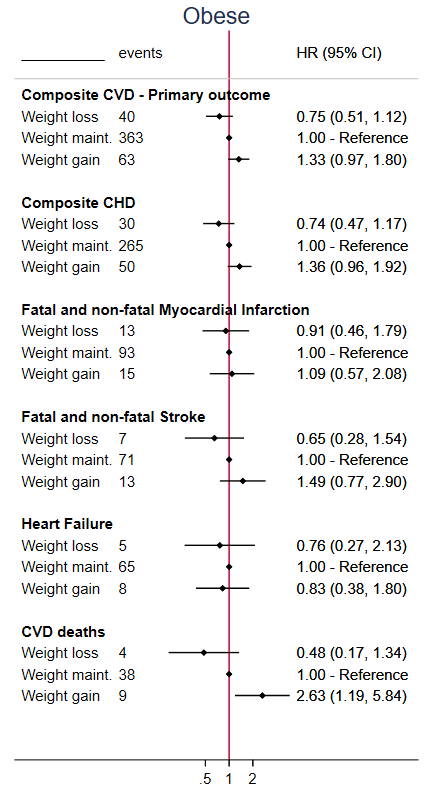 Obese
events HR (95% CI)
Composite CVD - Primary outcome
Weight loss 40 0.75 (0.51, 1.12)
Weight maint. 363 1.00 - Reference
Weight gain 63 1.33 (0.97, 1.80)
Composite CHD
Weight loss 30 0.74 (0.47, 1.17)
Weight maint. 265 1.00 - Reference
Weight gain 50 1.36 (0.96, 1.92)
Fatal and non-fatal Myocardial Infarction
Weight loss 13 0.91 (0.46, 1.79)
Weight maint. 93 1.00 - Reference
Weight gain 15 1.09 (0.57, 2.08)
Fatal and non-fatal Stroke
Weight loss 7 0.65 (0.28, 1.54)
Weight maint. 71 1.00 - Reference
Weight gain 13 1.49 (0.77, 2.90)
Heart Failure
Weight loss 5 0.76 (0.27, 2.13)
Weight maint. 65 1.00 - Reference
Weight gain 8 0.83 (0.38, 1.80)
CVD deaths
Weight loss 4 0.48 (0.17, 1.34)
Weight maint. 38 1.00 - Reference
Weight gain 9 2.63 (1.19, 5.84)
.5 1 2